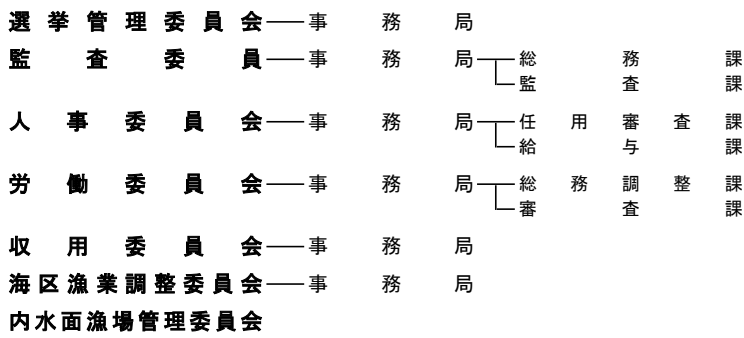 選挙管理委員会 事務局
監査委員 事務局 総務課
監査課
人事委員会 事務局 任用審査課
給与課
労働委員会 事務局 総務調整課
審査課
収用委員会 事務局
海区漁業調整委員会 事務局
内水面漁場管理委員会